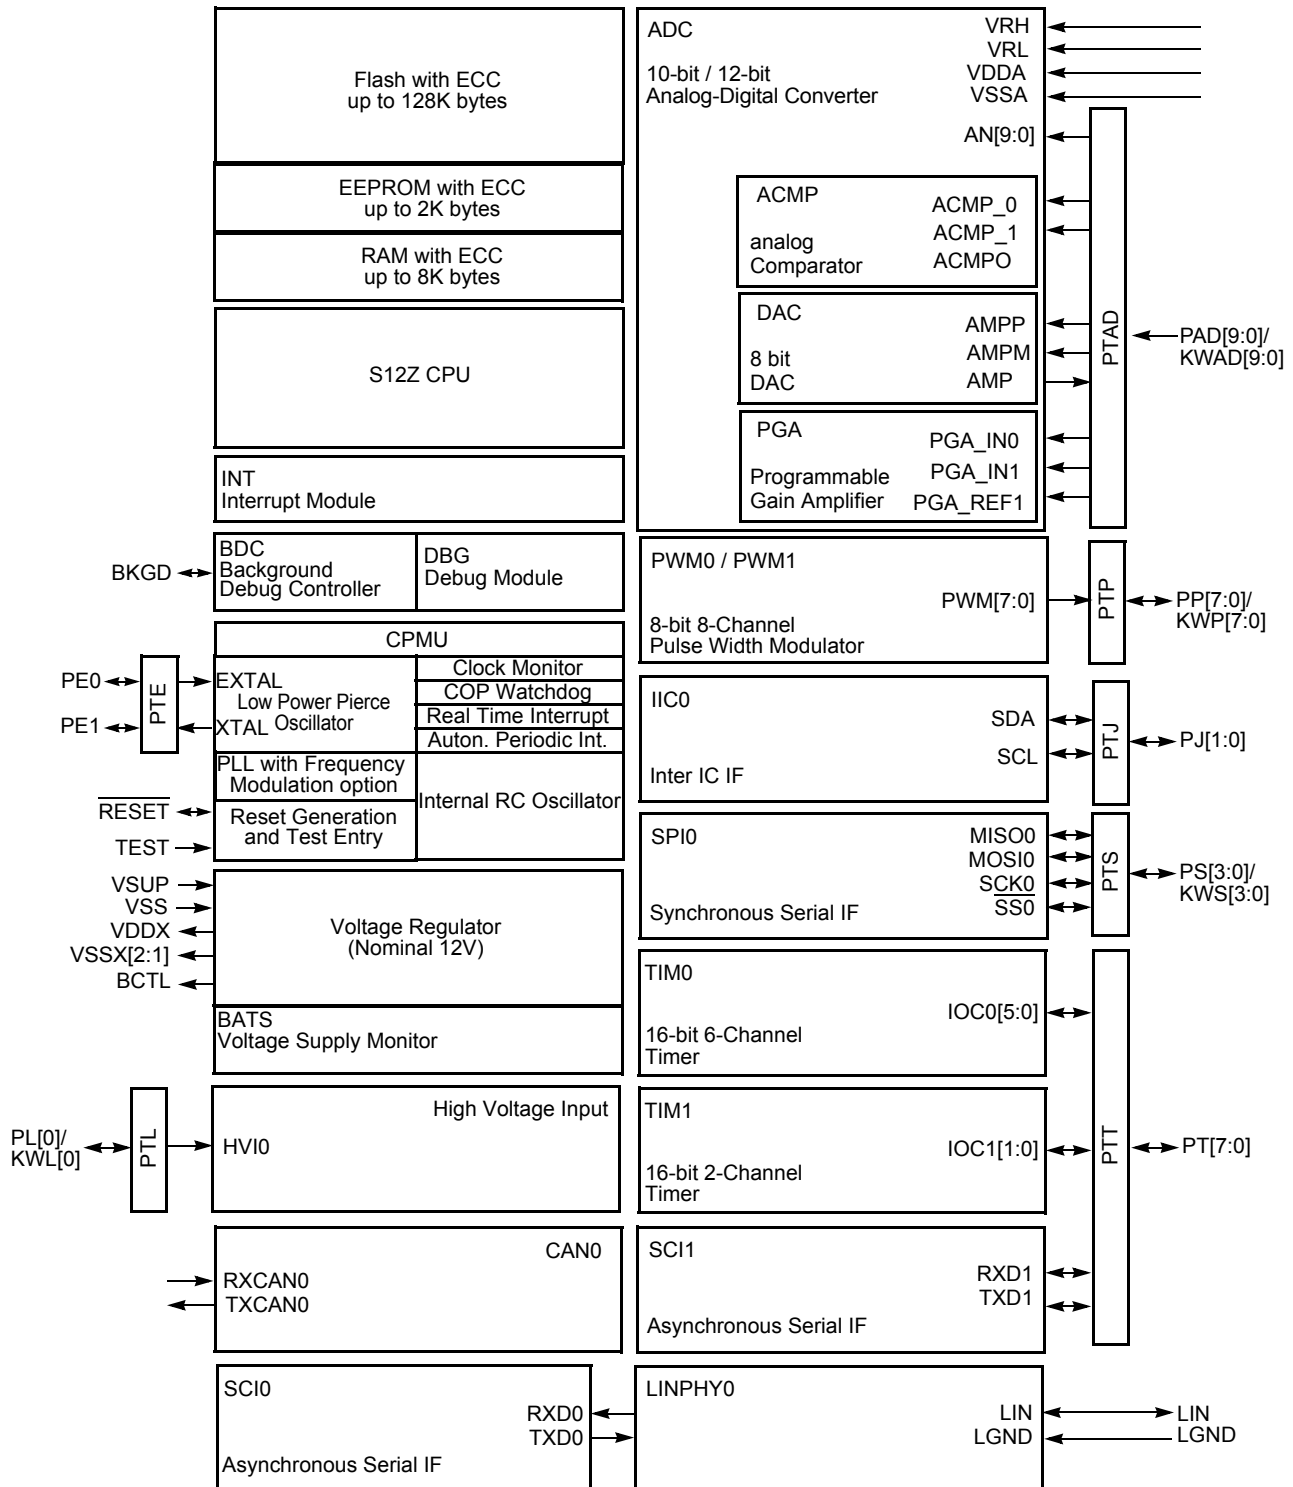 Flash with ECC
up to 128K bytes
EEPROM with ECC
up to 2K bytes
RAM with ECC
up to 8K bytes
S12Z CPU
INT
Interrupt Module
BKGD
BDC
Background
Debug Controller
DBG
Debug Module
CPMU
PE0
PE1
PTE
EXTAL
Low Power Pierce
XTAL Oscillator
Clock Monitor
COP Watchdog
Real Time Interrupt
Auton. Periodic Int.
PLL with Frequency
Modulation option
Internal RC Oscillator
RESET
TEST
Reset Generation
and Test Entry
VSUP
VSS
VDDX
VSSX[2:1]
BCTL
Voltage Regulator
(Nominal 12V)
BATS
Voltage Supply Monitor
PL[0]/
KWL[0]
PTL
High Voltage Input
HVI0
CAN0
RXCAN0
TXCAN0
SCI0
RXD0
TXD0
Asynchronous Serial IF
ADC
10-bit / 12-bit
Analog-Digital Converter
VRH
VRL
VDDA
VSSA
AN[9:0]
ACMP
analog
Comparator
ACMP_0
ACMP_1
ACMPO
DAC
8 bit
DAC
AMPP
AMPM
AMP
PGA
Programmable
Gain Amplifier
PGA_IN0
PGA_IN1
PGA_REF1
PTAD
PAD[9:0]/
KWAD[9:0]
PWM0 / PWM1
PWM[7:0]
8-bit 8-Channel
Pulse Width Modulator
PTP
PP[7:0]/
KWP[7:0]
IIC0
SDA
SCL
Inter IC IF
PTJ
PJ[1:0]
SPI0
MISO0
MOSI0
SCK0
SS0
Synchronous Serial IF
PTS
PS[3:0]/
KWS[3:0]
TIM0
IOC0[5:0]
16-bit 6-Channel
Timer
TIM1
IOC1[1:0]
16-bit 2-Channel
Timer
PTT
PT[7:0]
SCI1
RXD1
TXD1
Asynchronous Serial IF
LINPHY0
LIN
LGND
LIN
LGND